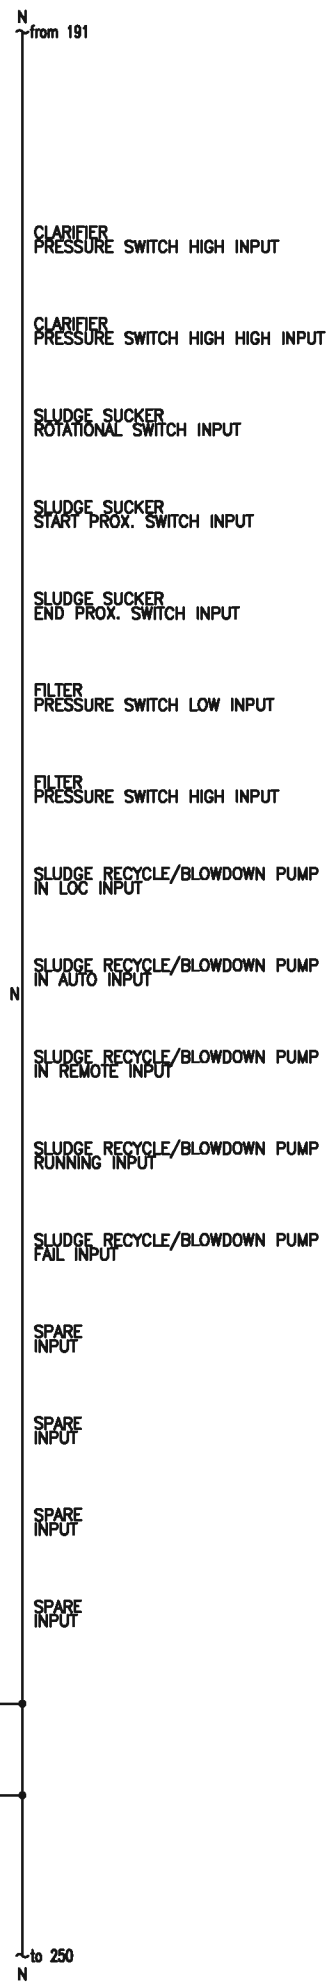 N
from 191
CLARIFIER
PRESSURE SWITCH HIGH INPUT
CLARIFIER
PRESSURE SWITCH HIGH HIGH INPUT
SLUDGE SUCKER
ROTATIONAL SWITCH INPUT
SLUDGE SUCKER
START PROX. SWITCH INPUT
SLUDGE SUCKER
END PROX. SWITCH INPUT
FILTER
PRESSURE SWITCH LOW INPUT
FILTER
PRESSURE SWITCH HIGH INPUT
SLUDGE RECYCLE/BLOWDOWN PUMP
IN LOC INPUT
SLUDGE RECYCLE/BLOWDOWN PUMP
IN AUTO INPUT
N
SLUDGE RECYCLE/BLOWDOWN PUMP
IN REMOTE INPUT
SLUDGE RECYCLE/BLOWDOWN PUMP
RUNNING INPUT
SLUDGE RECYCLE/BLOWDOWN PUMP
FAIL INPUT
SPARE
INPUT
SPARE
INPUT
SPARE
INPUT
SPARE
INPUT
to 250
N